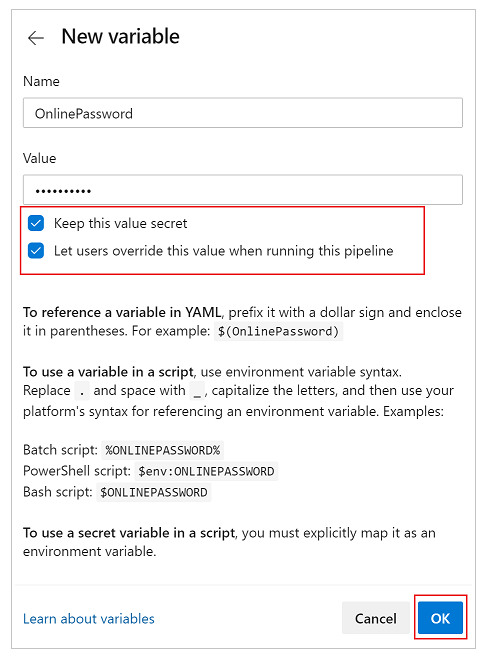 ← New variable
Name
OnlinePassword
Value
••••••••••
Keep this value secret
Let users override this value when running this pipeline
To reference a variable in YAML, prefix it with a dollar sign and enclose
it in parentheses. For example: $(OnlinePassword)
To use a variable in a script, use environment variable syntax.
Replace . and space with _, capitalize the letters, and then use your
platform's syntax for referencing an environment variable. Examples:
Batch script: %ONLINEPASSWORD%
PowerShell script: $env:ONLINEPASSWORD
Bash script: $ONLINEPASSWORD
To use a secret variable in a script, you must explicitly map it as an
environment variable.
Learn about variables
Cancel
OK